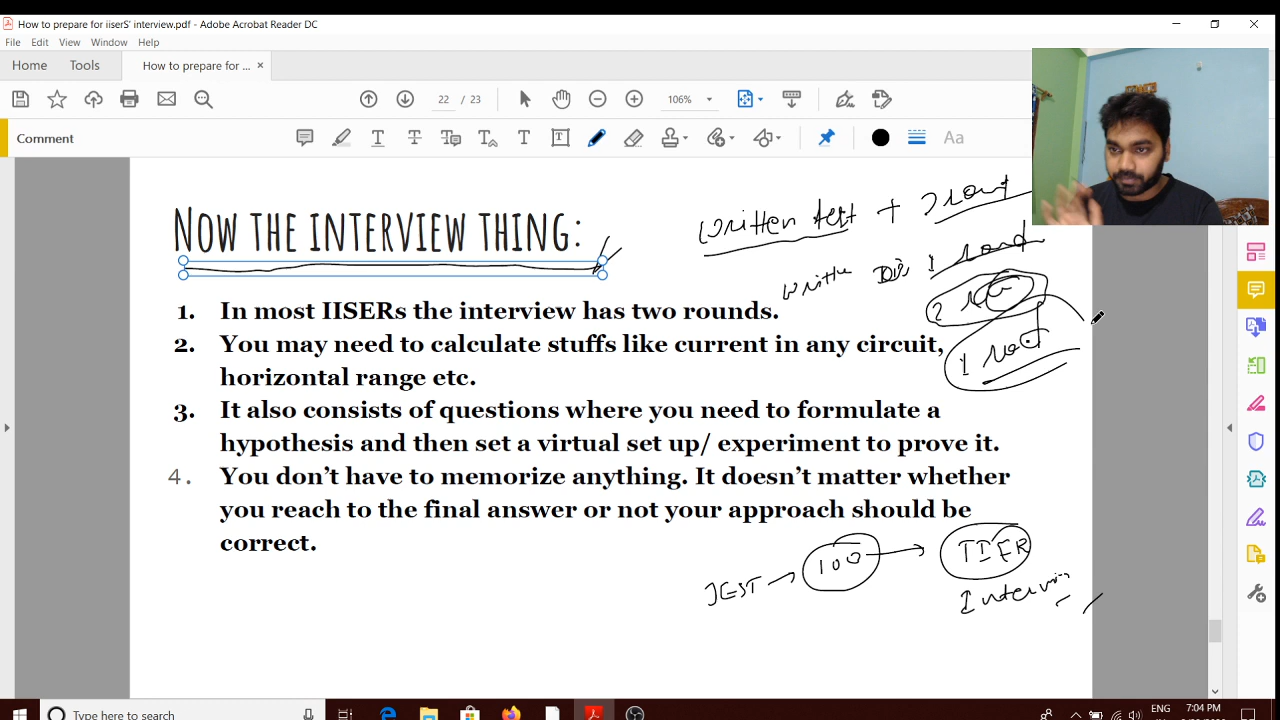 How to prepare for iiserS' interview.pdf - Adobe Acrobat Reader DC
File Edit View Window Help
Home Tools How to prepare for ... ×
22 / 23 106%
Comment
Aa
NOW THE INTERVIEW THING:
written test + 2 round
1 round
2
1
1. In most IISERs the interview has two rounds.
2. You may need to calculate stuffs like current in any circuit,
horizontal range etc.
3. It also consists of questions where you need to formulate a
hypothesis and then set a virtual set up/ experiment to prove it.
4. You don't have to memorize anything. It doesn't matter whether
you reach to the final answer or not your approach should be
correct.
JEST 100
Type here to search
ENG 7:04 PM